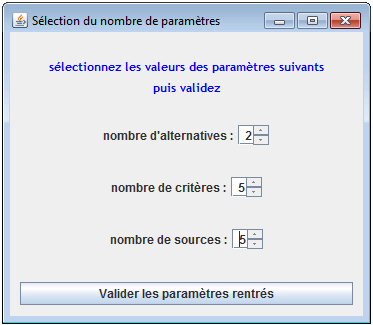 Sélection du nombre de paramètres
sélectionnez les valeurs des paramètres suivants
puis validez
nombre d'alternatives : 2
nombre de critères : 5
nombre de sources : 5
Valider les paramètres rentrés